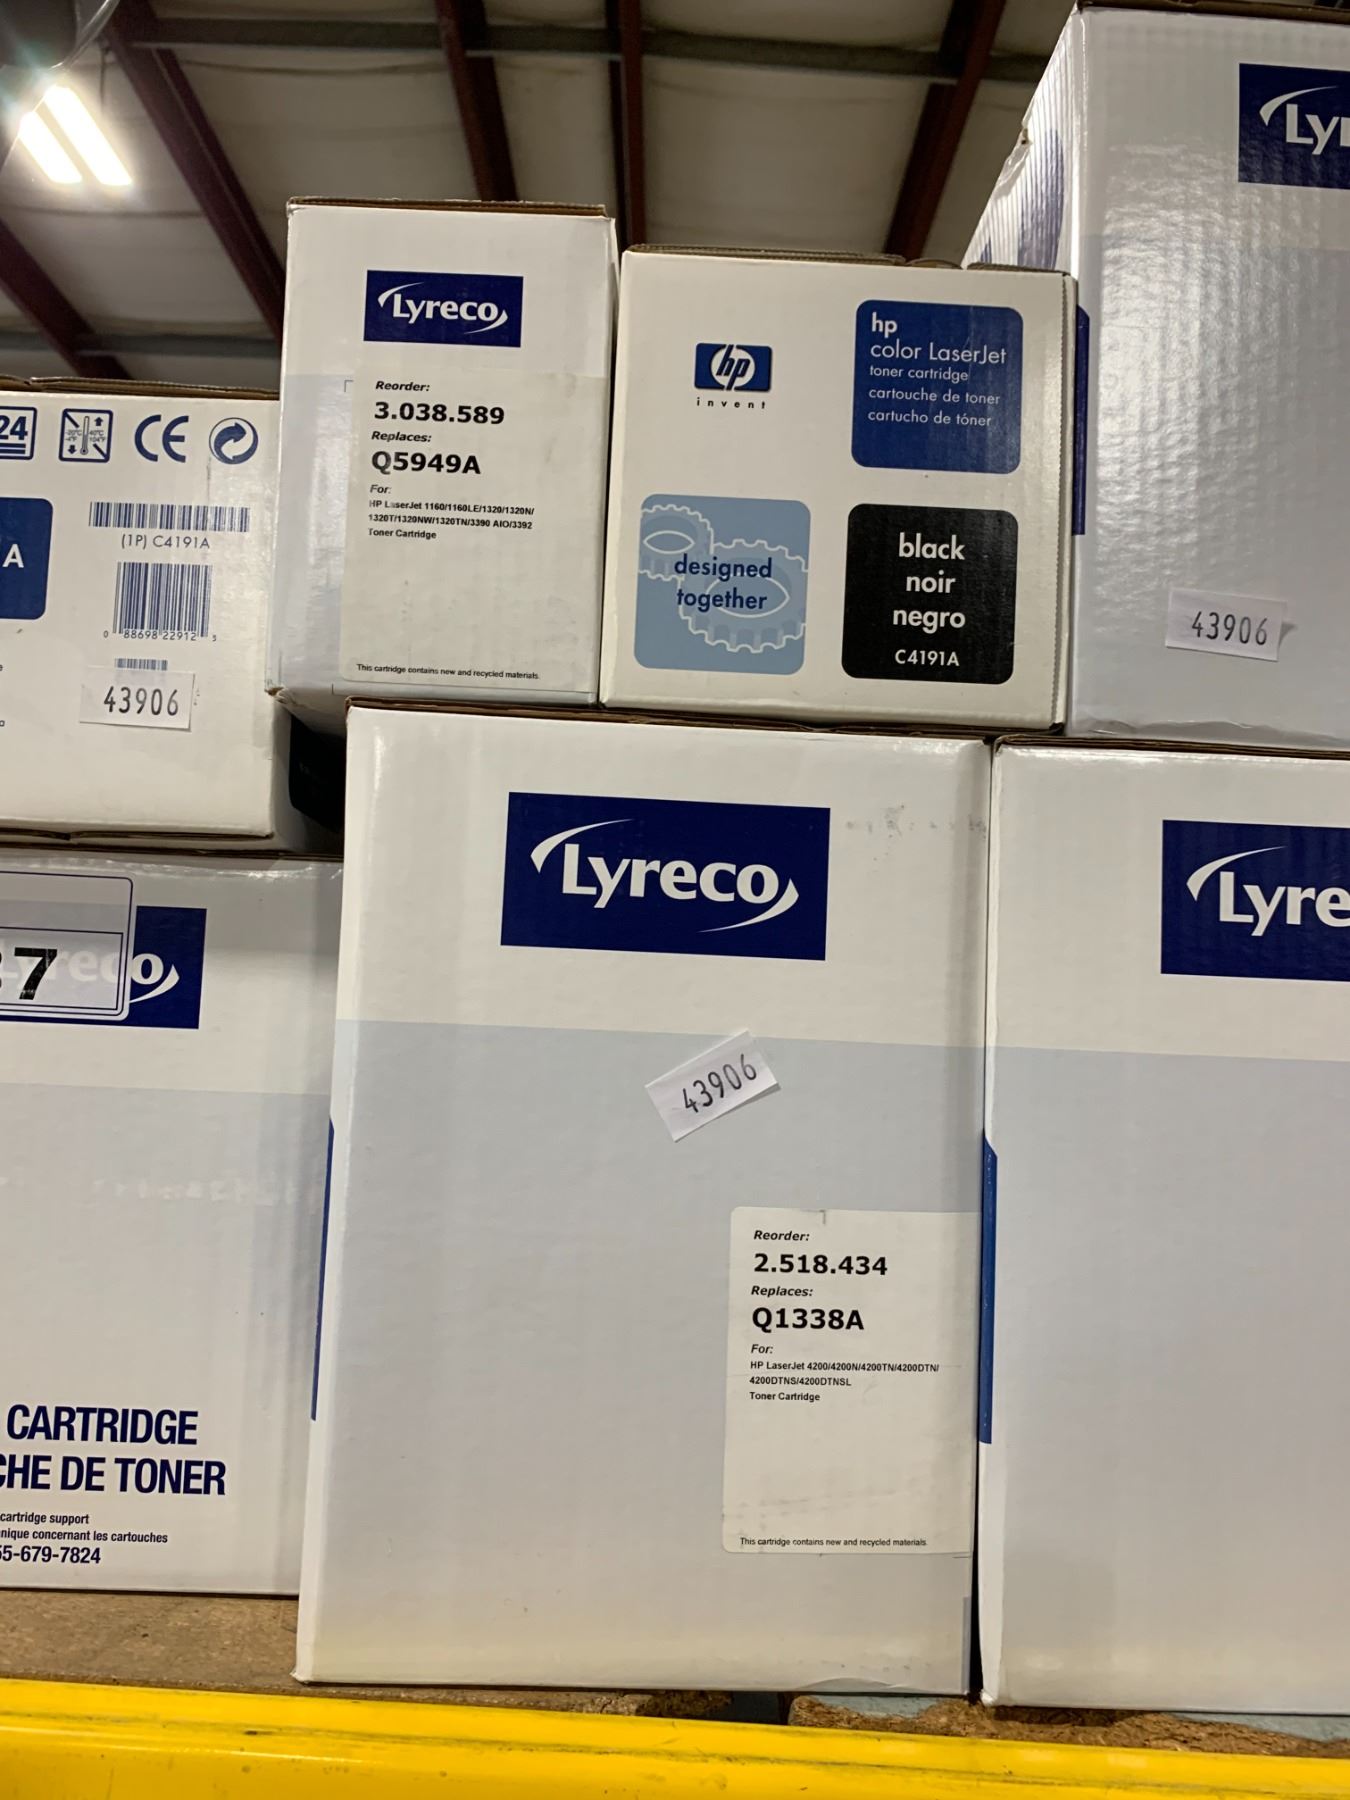 24
CE
A
(1P) C4191A
0 88698 22912 3
43906
Lyreco
Reorder:
3.038.589
Replaces:
Q5949A
For:
HP LaserJet 1160/1160LE/1320/1320N/
1320T/1320NW/1320TN/3390 AIO/3392
Toner Cartridge
This cartridge contains new and recycled materials.
hp
invent
hp
color LaserJet
toner cartridge
cartouche de toner
cartucho de tóner
designed
together
black
noir
negro
C4191A
Ly
43906
Lyreco
37
CARTRIDGE
CHE DE TONER
cartridge support
nique concernant les cartouches
55-679-7824
Lyreco
43906
Reorder:
2.518.434
Replaces:
Q1338A
For:
HP LaserJet 4200/4200N/4200TN/4200DTN/
4200DTNS/4200DTNSL
Toner Cartridge
This cartridge contains new and recycled materials.
Lyre